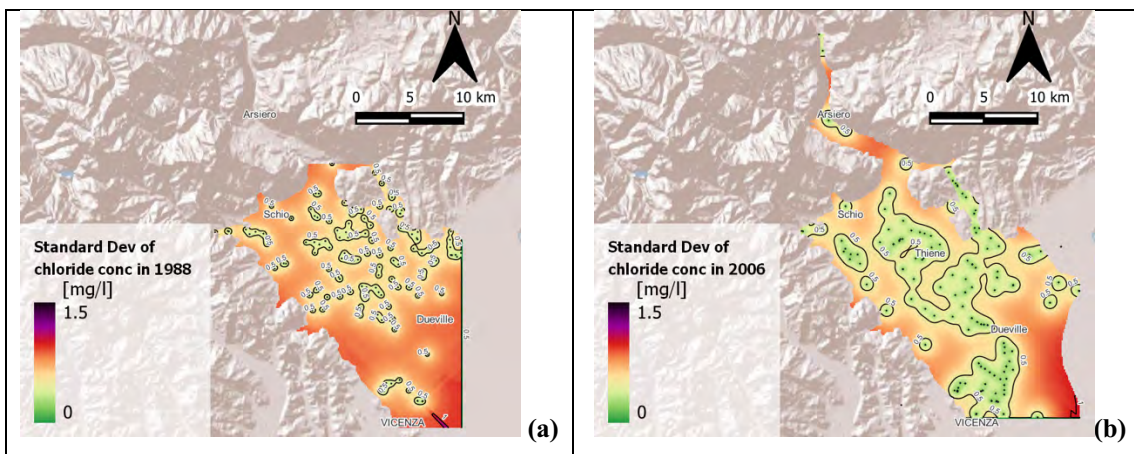 N
0 5 10 km
Arsiero
Schio
Dueville
VICENZA
Standard Dev of
chloride conc in 1988
[mg/l]
1.5
0
(a)
N
0 5 10 km
Arsiero
Schio
Thiene
Dueville
VICENZA
Standard Dev of
chloride conc in 2006
[mg/l]
1.5
0
(b)